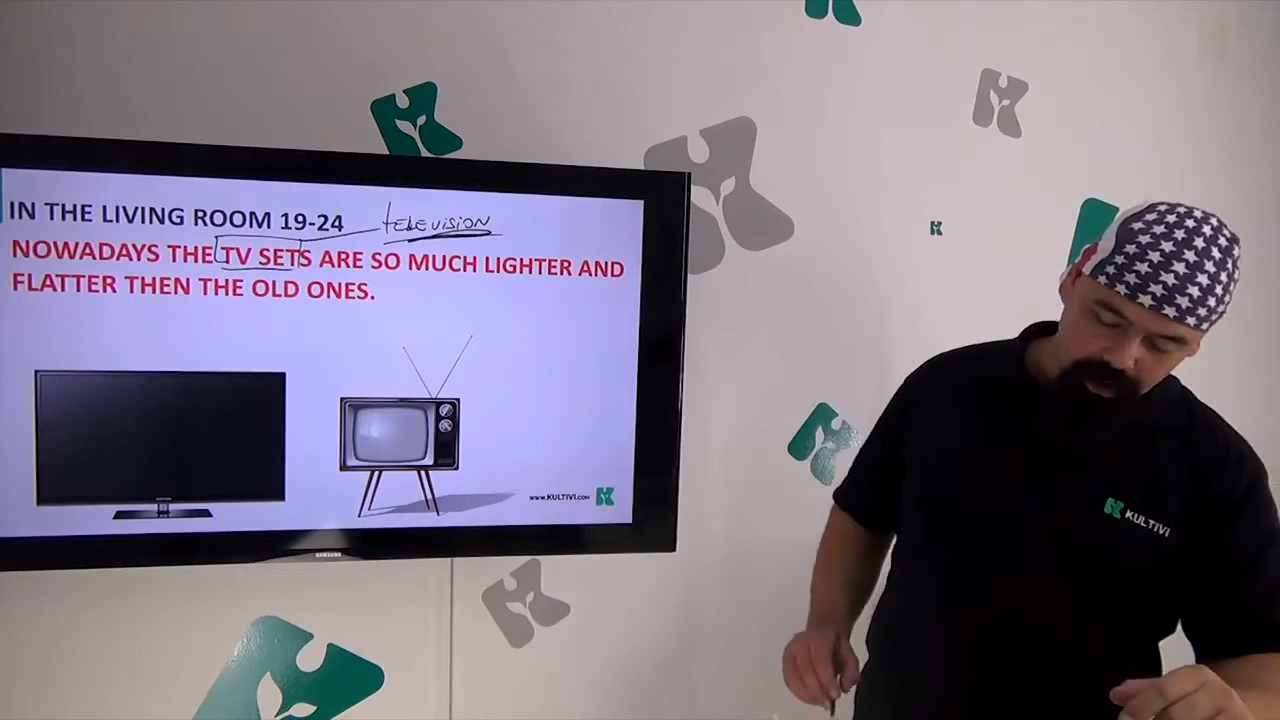 IN THE LIVING ROOM 19-24
television
NOWADAYS THE TV SETS ARE SO MUCH LIGHTER AND
FLATTER THEN THE OLD ONES.
WWW.KULTIVI.COM
SAMSUNG
KULTIVI